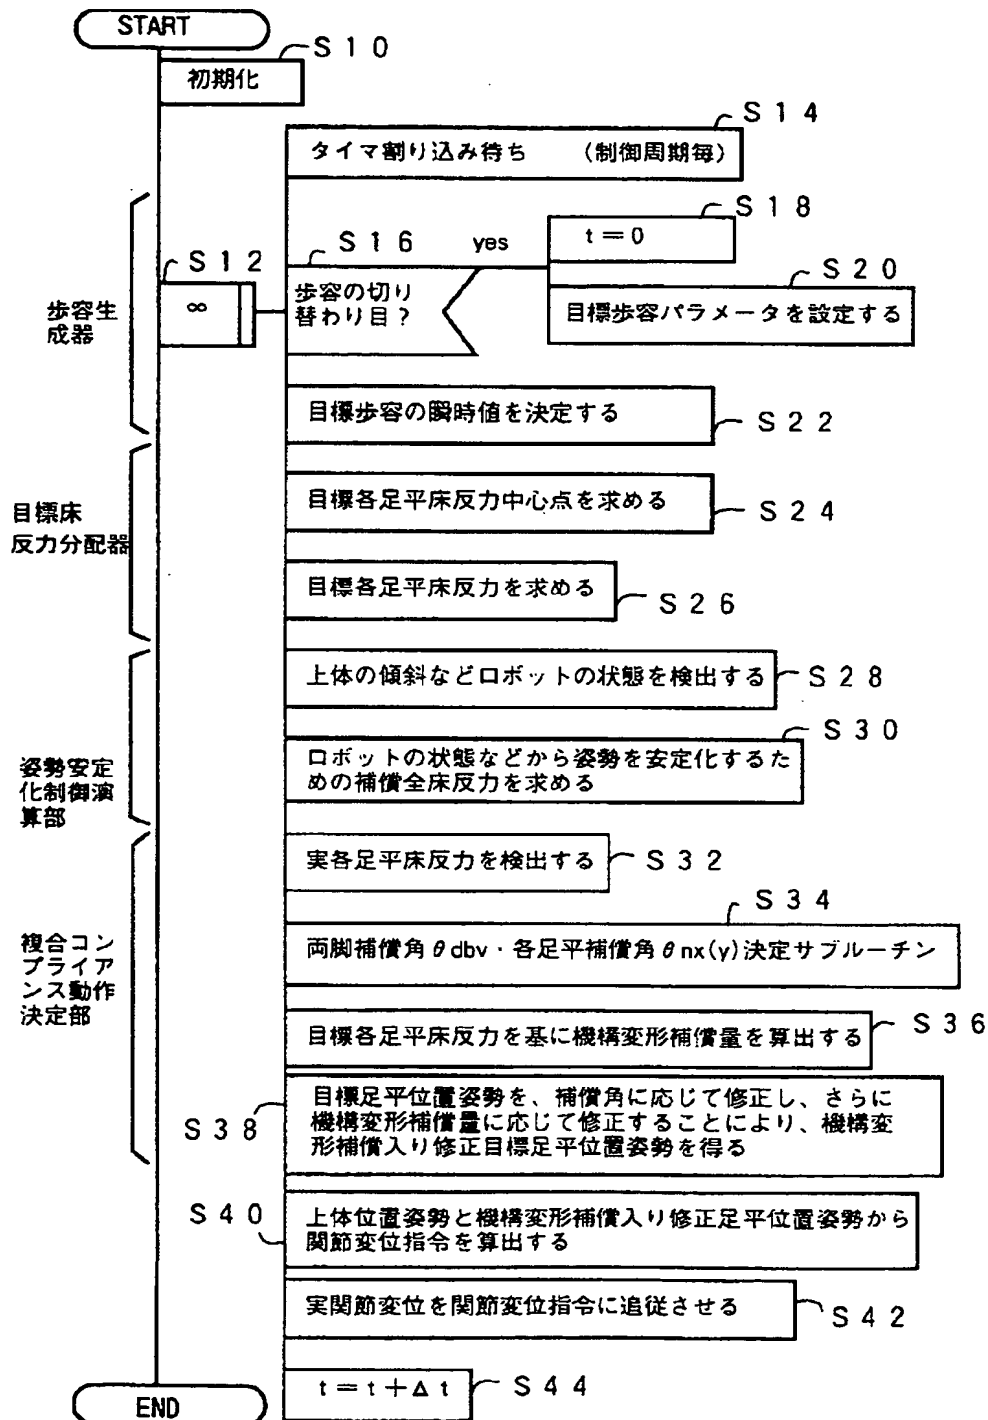 START
S10
初期化
S14
タイマ割り込み待ち (制御周期毎)
S18
t=0
S16
yes
S12
S20
∞
歩容の切り
替わり目?
目標歩容パラメータを設定する
歩容生
成器
目標歩容の瞬時値を決定する
S22
目標床
反力分配器
目標各足平床反力中心点を求める
S24
目標各足平床反力を求める
S26
上体の傾斜などロボットの状態を検出する
S28
S30
姿勢安定
化制御演
算部
ロボットの状態などから姿勢を安定化するた
めの補償全床反力を求める
実各足平床反力を検出する
S32
S34
複合コン
プライア
ンス動作
決定部
両脚補償角θdbv・各足平補償角θnx(y)決定サブルーチン
S36
目標各足平床反力を基に機構変形補償量を算出する
S38
目標足平位置姿勢を、補償角に応じて修正し、さらに
機構変形補償量に応じて修正することにより、機構変
形補償入り修正目標足平位置姿勢を得る
S40
上体位置姿勢と機構変形補償入り修正足平位置姿勢から
関節変位指令を算出する
実関節変位を関節変位指令に追従させる
S42
t=t+Δt
S44
END